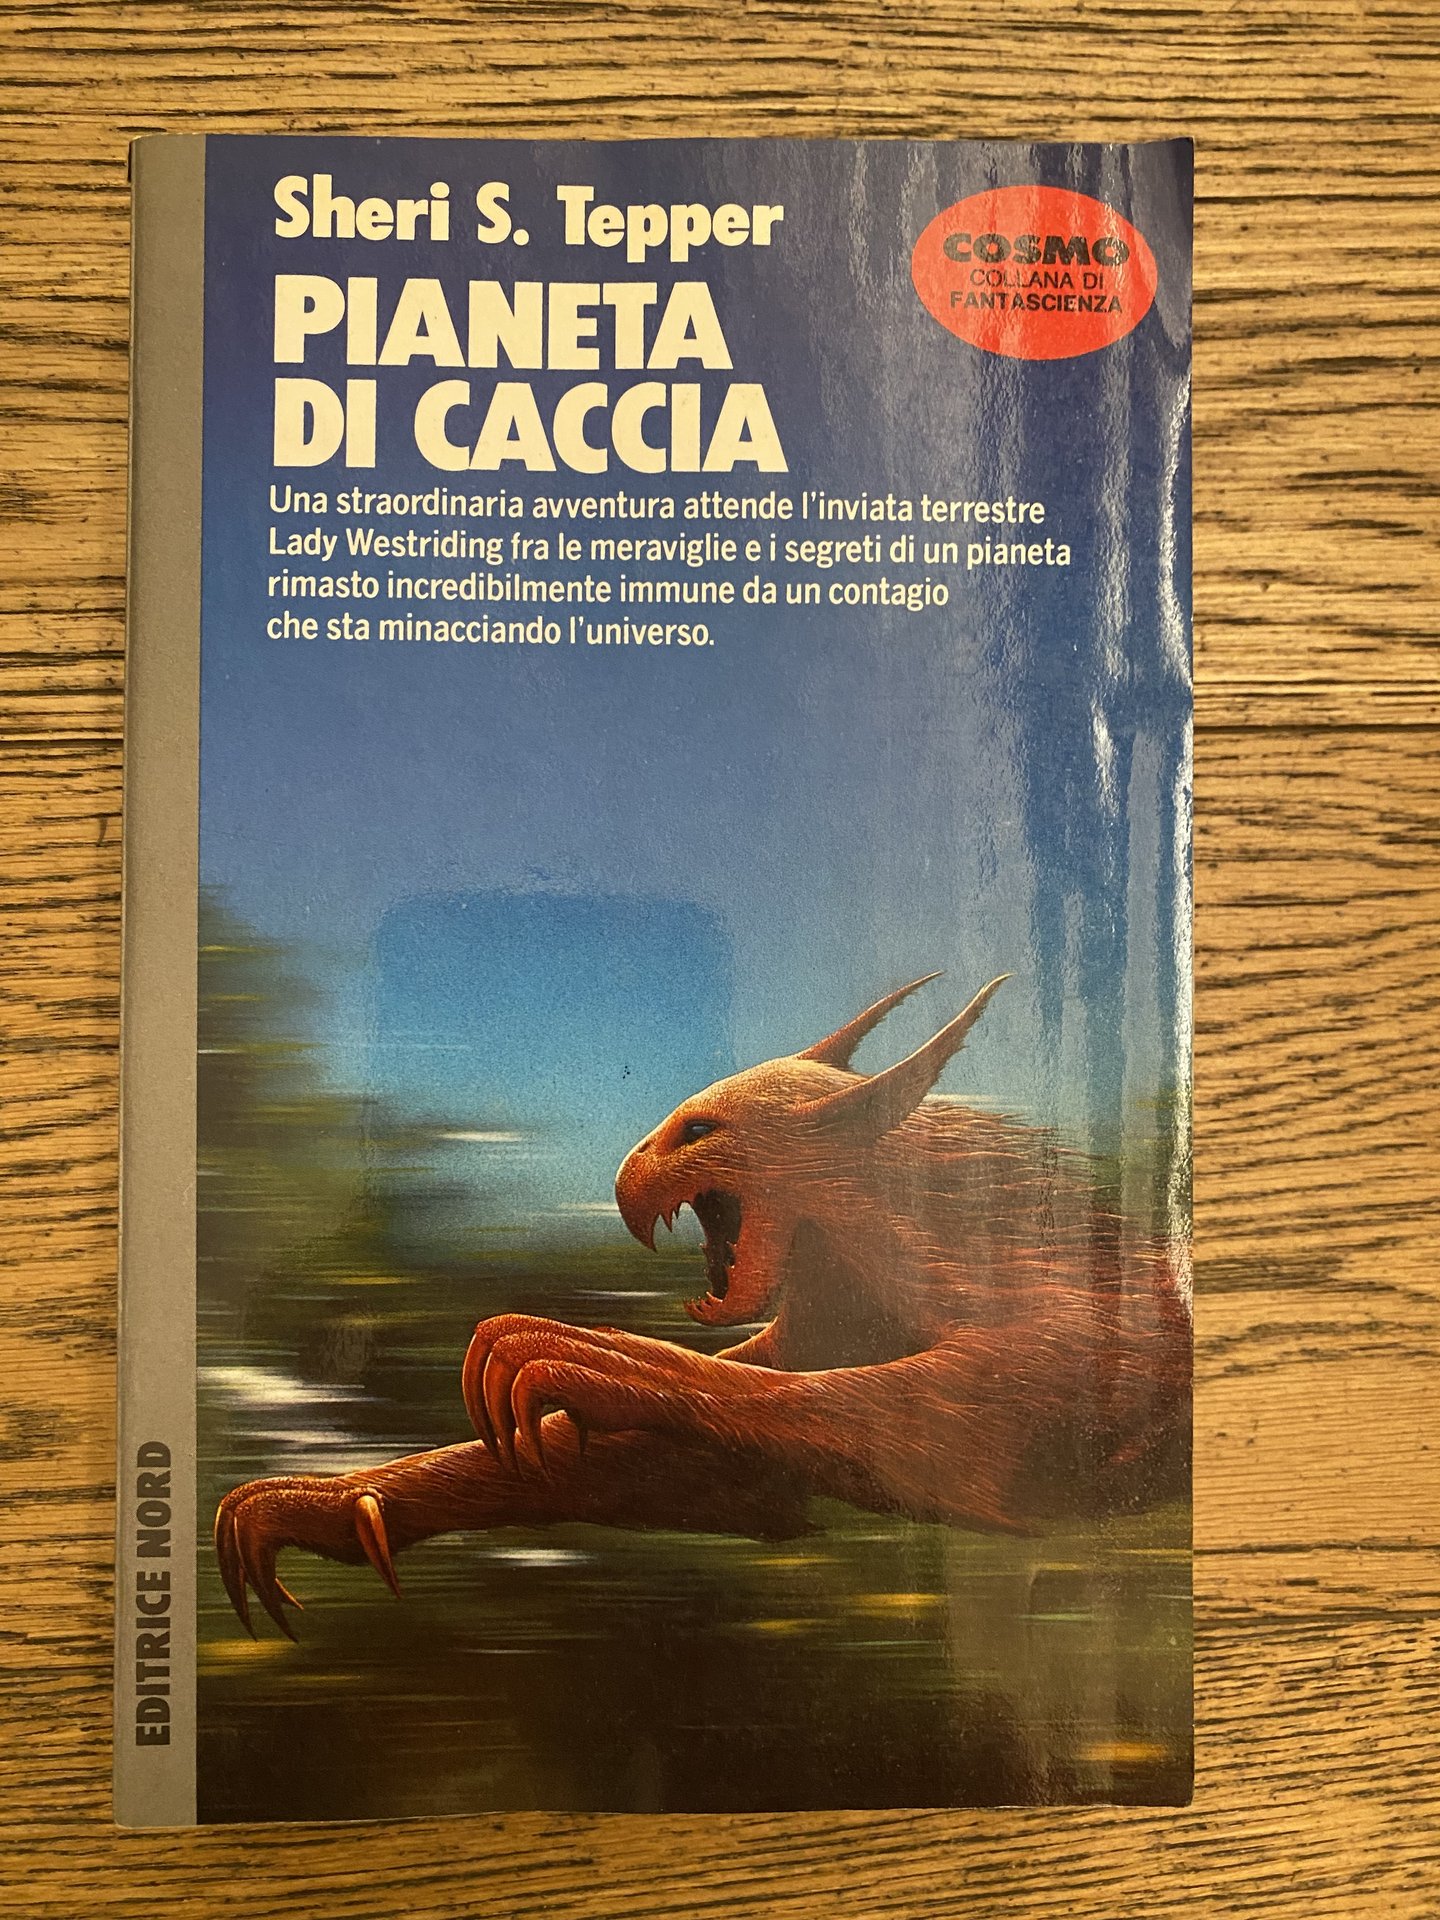 Sheri S. Tepper
PIANETA
DI CACCIA
COSMO
COLLANA DI
FANTASCIENZA
Una straordinaria avventura attende l'inviata terrestre
Lady Westriding fra le meraviglie e i segreti di un pianeta
rimasto incredibilmente immune da un contagio
che sta minacciando l'universo.
EDITRICE NORD